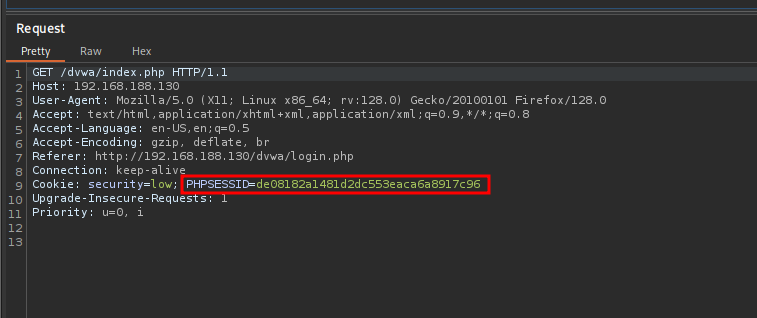 Request
Pretty Raw Hex
1 GET /dvwa/index.php HTTP/1.1
2 Host: 192.168.188.130
3 User-Agent: Mozilla/5.0 (X11; Linux x86_64; rv:128.0) Gecko/20100101 Firefox/128.0
4 Accept: text/html,application/xhtml+xml,application/xml;q=0.9,*/*;q=0.8
5 Accept-Language: en-US,en;q=0.5
6 Accept-Encoding: gzip, deflate, br
7 Referer: http://192.168.188.130/dvwa/login.php
8 Connection: keep-alive
9 Cookie: security=low; PHPSESSID=de08182a1481d2dc553eaca6a8917c96
10 Upgrade-Insecure-Requests: 1
11 Priority: u=0, i
12
13